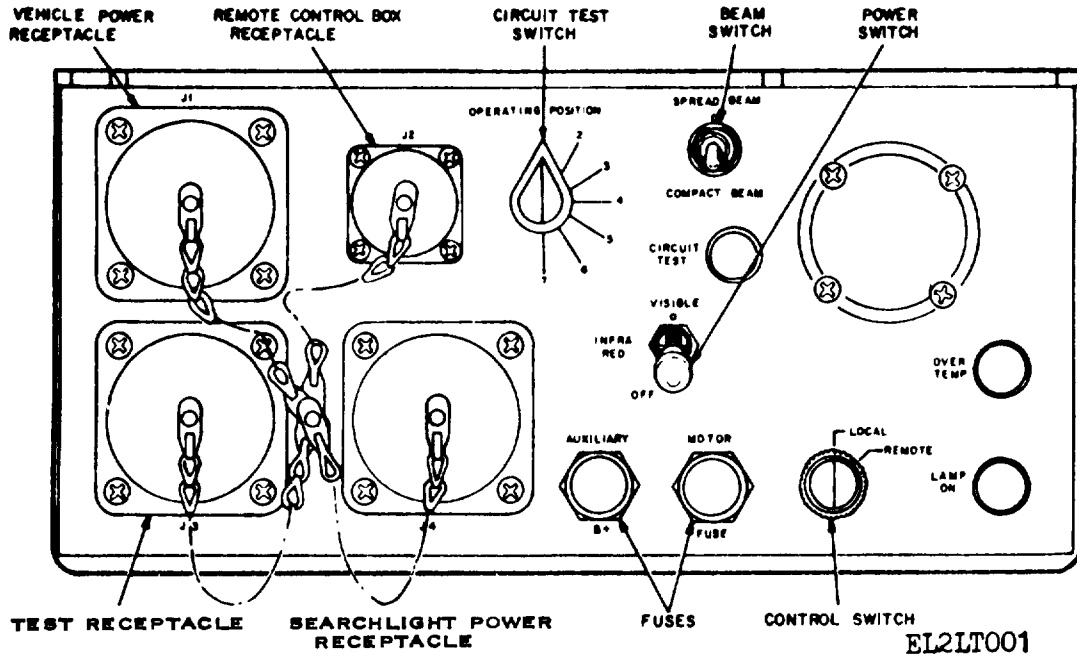 VEHICLE POWER
RECEPTACLE
REMOTE CONTROL BOX
RECEPTACLE
CIRCUIT TEST
SWITCH
BEAM
SWITCH
POWER
SWITCH
J1
J2
OPERATING POSITION
2
3
4
5
6
7
SPREAD BEAM
COMPACT BEAM
CIRCUIT
TEST
VISIBLE
INFRA
RED
OFF
OVER
TEMP
AUXILIARY
B+
MOTOR
FUSE
LOCAL
REMOTE
LAMP
ON
J3
J4
TEST RECEPTACLE
SEARCHLIGHT POWER
RECEPTACLE
FUSES
CONTROL SWITCH
EL2LT001